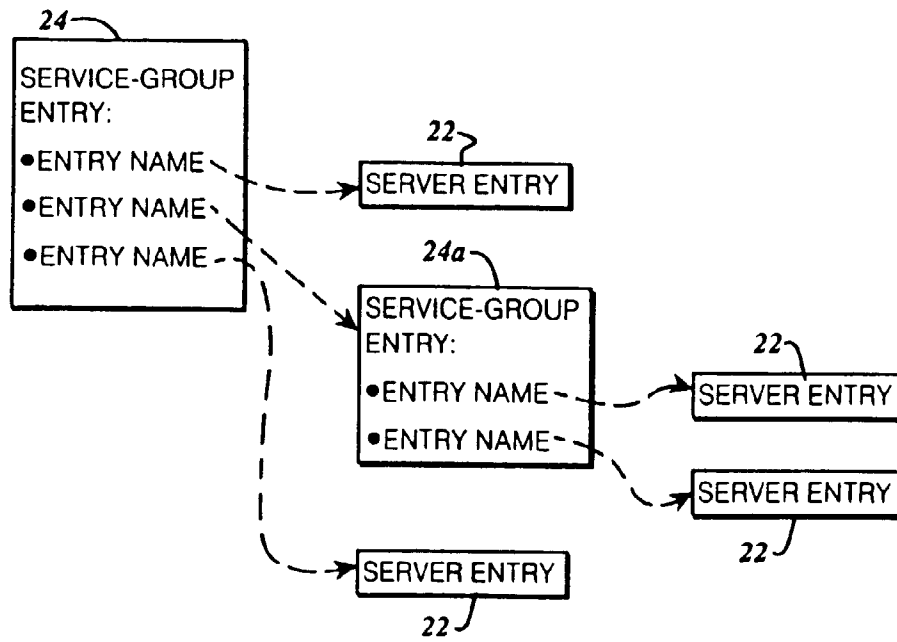 24
SERVICE-GROUP
ENTRY:
●ENTRY NAME
●ENTRY NAME
●ENTRY NAME
22
SERVER ENTRY
24a
SERVICE-GROUP
ENTRY:
●ENTRY NAME
●ENTRY NAME
22
SERVER ENTRY
SERVER ENTRY
22
SERVER ENTRY
22